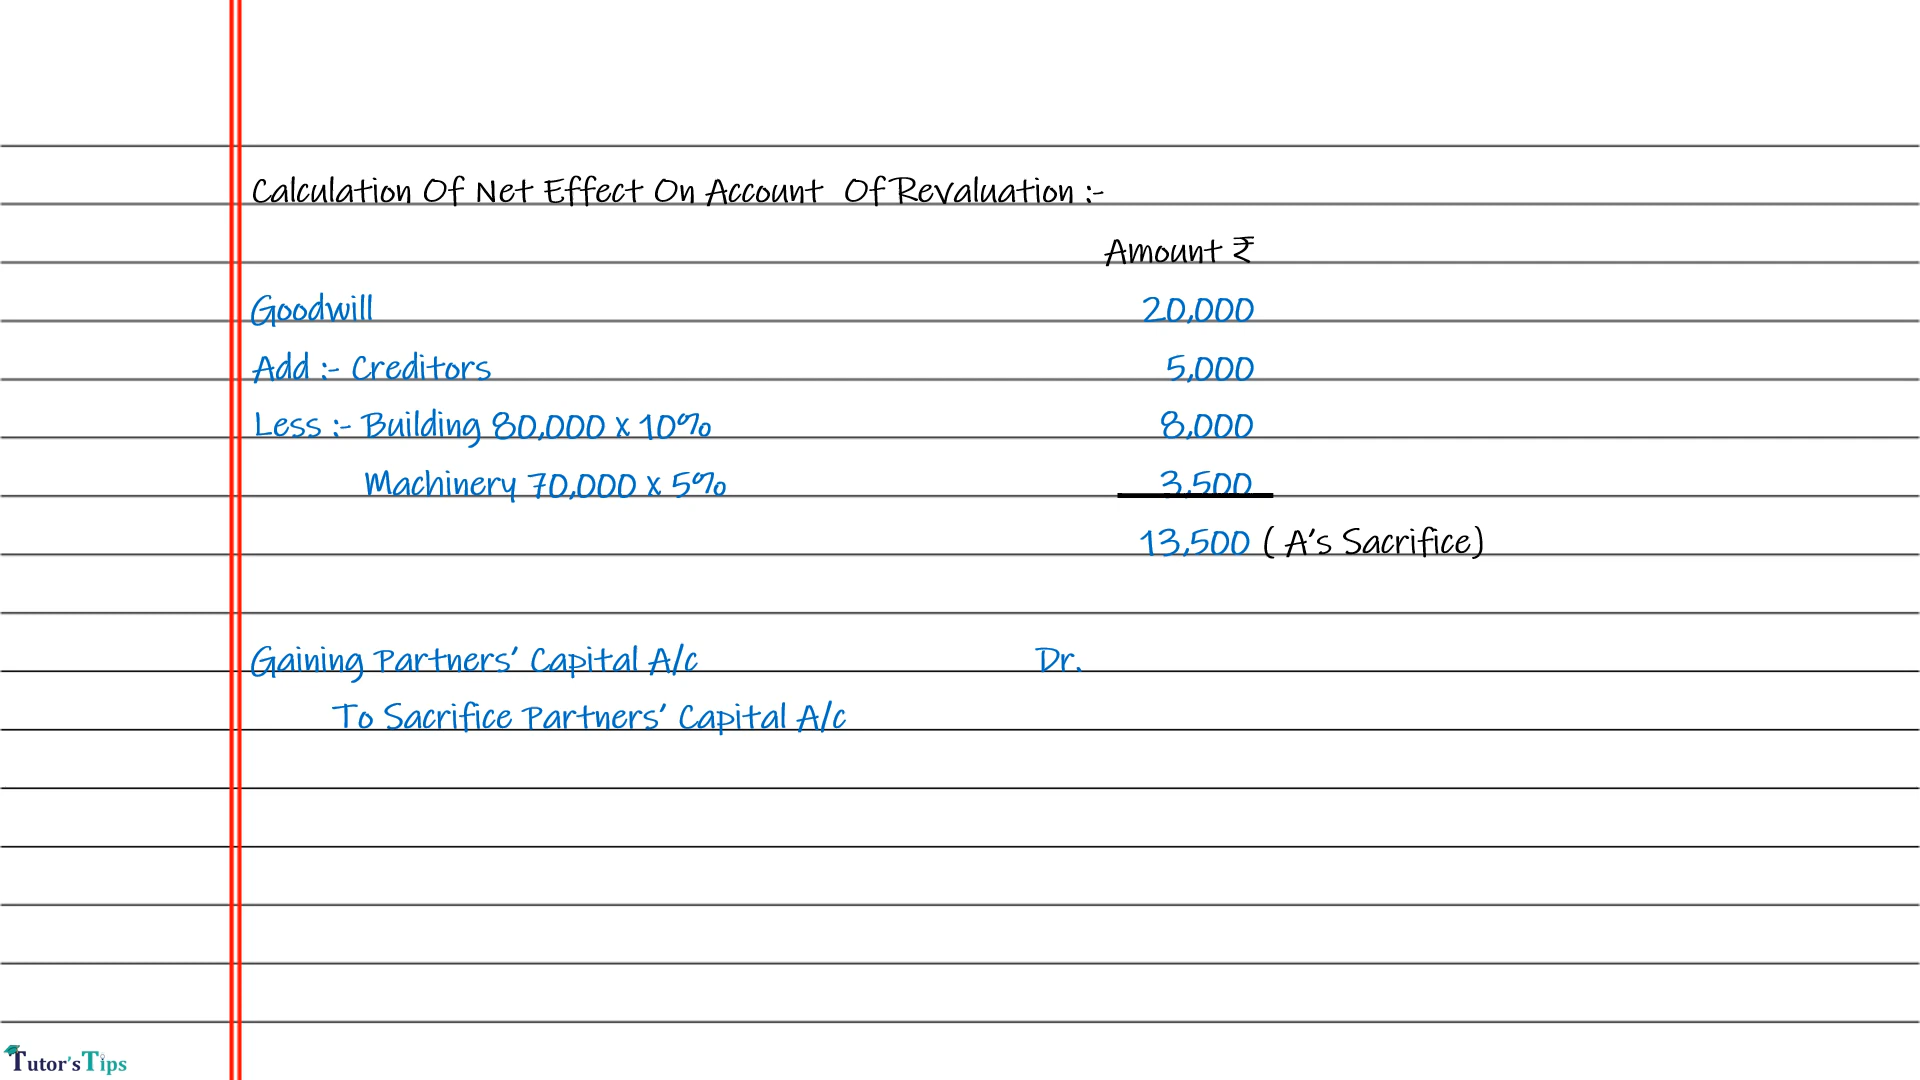 Calculation Of Net Effect On Account Of Revaluation :-
Amount ₹
Goodwill 20,000
Add :- Creditors 5,000
Less :- Building 80,000 x 10% 8,000
Machinery 70,000 x 5% 3,500
13,500 ( A's Sacrifice)
Gaining Partners' Capital A/c Dr.
To Sacrifice Partners' Capital A/c
Tutor'sTips